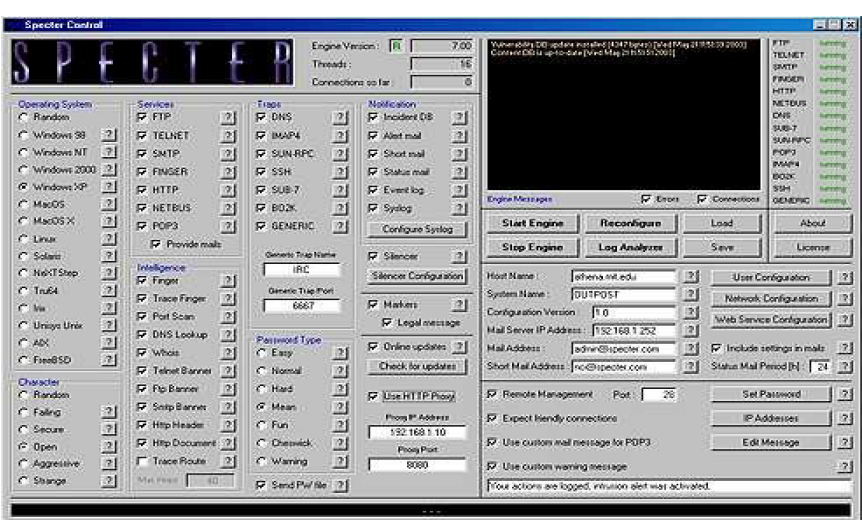 Specter Control
SPECTER
Engine Version : R 7.00
Threads : 16
Connections so far : 0
Operating System
Random
Windows 98 ?
Windows NT ?
Windows 2000 ?
Windows XP ?
MacOS ?
MacOS X ?
Linux ?
Solaris ?
NeXTStep ?
Tru64 ?
Irix ?
Unisys Unix ?
AIX ?
FreeBSD ?
Character
Random
Failing ?
Secure ?
Open ?
Aggressive ?
Strange ?
Services
FTP ?
TELNET ?
SMTP ?
FINGER ?
HTTP ?
NETBUS ?
POP3 ?
Provide mails
Intelligence
Finger ?
Trace Finger ?
Port Scan ?
DNS Lookup ?
Whois ?
Telnet Banner ?
Ftp Banner ?
Smtp Banner ?
Http Header ?
Http Document ?
Trace Route ?
Max Hops 40
Traps
DNS ?
IMAP4 ?
SUN-RPC ?
SSH ?
SUB-7 ?
BO2K ?
GENERIC ?
Generic Trap Name
IRC
Generic Trap Port
6667
Password Type
Easy ?
Normal ?
Hard ?
Mean ?
Fun ?
Cheswick ?
Warning ?
Send PW file ?
Notification
Incident DB ?
Alert mail ?
Short mail ?
Status mail ?
Event log ?
Syslog ?
Configure Syslog
Silencer ?
Silencer Configuration
Markers ?
Legal message
Online updates ?
Check for updates
Use HTTP Proxy
Proxy IP Address
192.168.1.10
Proxy Port
8080
Vulnerability DB update installed (4347 bytes) [Wed May 21 11:51:39 2003]
Content DB is up-to-date [Wed May 21 11:51:51 2003]
Engine Messages Errors Connections
FTP running
TELNET running
SMTP running
FINGER running
HTTP running
NETBUS running
DNS running
SUB-7 running
SUN-RPC running
POP3 running
IMAP4 running
BO2K running
SSH running
GENERIC running
Start Engine Reconfigure Load About
Stop Engine Log Analyzer Save License
Host Name : athena.mit.edu ? User Configuration ?
System Name : OUTPOST ? Network Configuration ?
Configuration Version : 1.0 ? Web Service Configuration ?
Mail Server IP Address : 192.168.1.252 ?
Mail Address : admin@specter.com ? Include settings in mails ?
Short Mail Address : ? Status Mail Period [h] : 24 ?
Remote Management Port : 28 Set Password ?
Expect friendly connections IP Addresses ?
Use custom mail message for POP3 Edit Message ?
Use custom warning message ?
Your actions are logged, intrusion alert was activated.
- - -